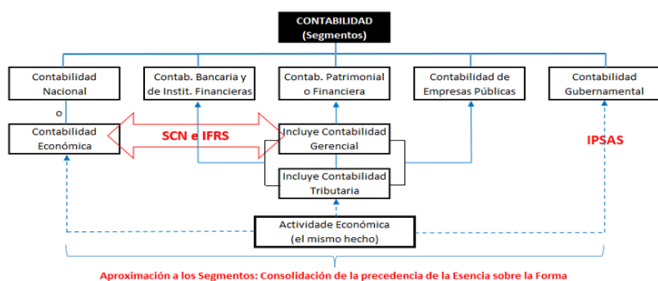 CONTABILIDAD
(Segmentos)
Contabilidad
Nacional
Contab. Bancaria y
de Instit. Financieras
Contab. Patrimonial
o Financiera
Contabilidad de
Empresas Públicas
Contabilidad
Gubernamental
o
Contabilidad
Económica
SCN e IFRS
Incluye Contabilidad
Gerencial
IPSAS
Incluye Contabilidad
Tributaria
Actividade Económica
(el mismo hecho)
Aproximación a los Segmentos: Consolidación de la precedencia de la Esencia sobre la Forma